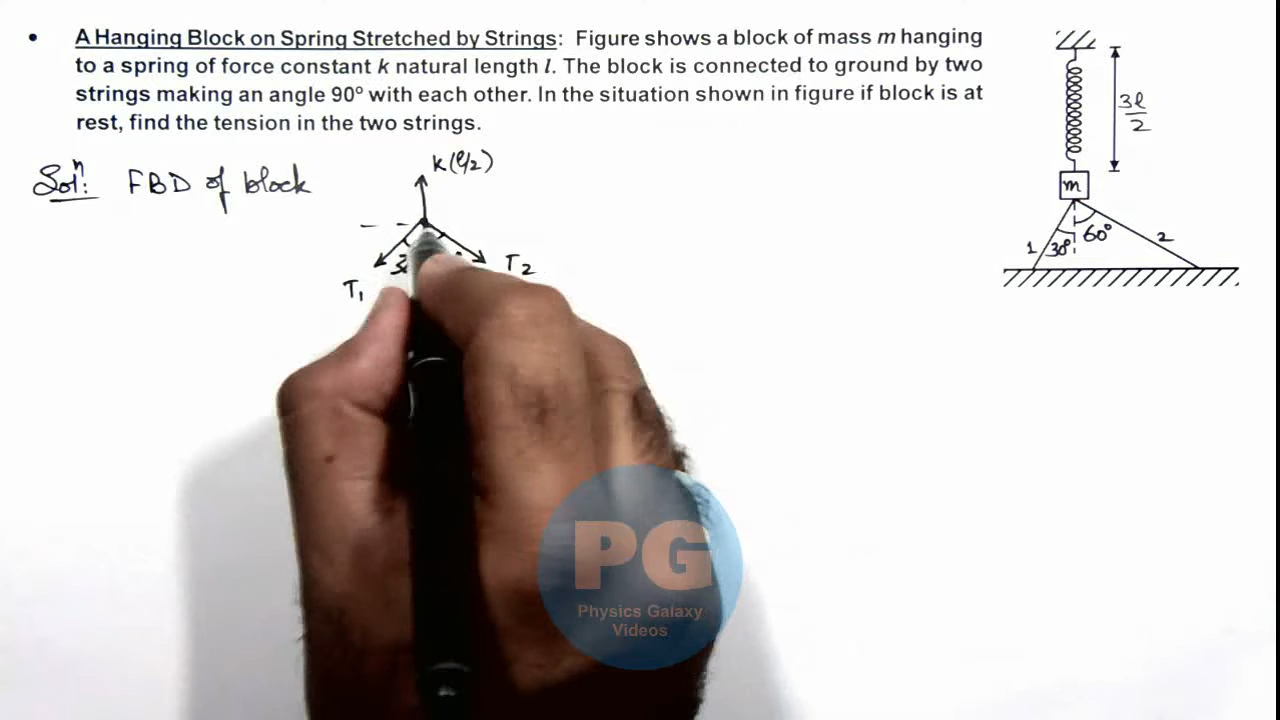 • A Hanging Block on Spring Stretched by Strings: Figure shows a block of mass m hanging
to a spring of force constant k natural length l. The block is connected to ground by two
strings making an angle 90° with each other. In the situation shown in figure if block is at
rest, find the tension in the two strings.
Solⁿ: FBD of block
k(l/2)
T₁
T₂
3l/2
m
1
30°
60°
2
PG
Physics Galaxy
Videos